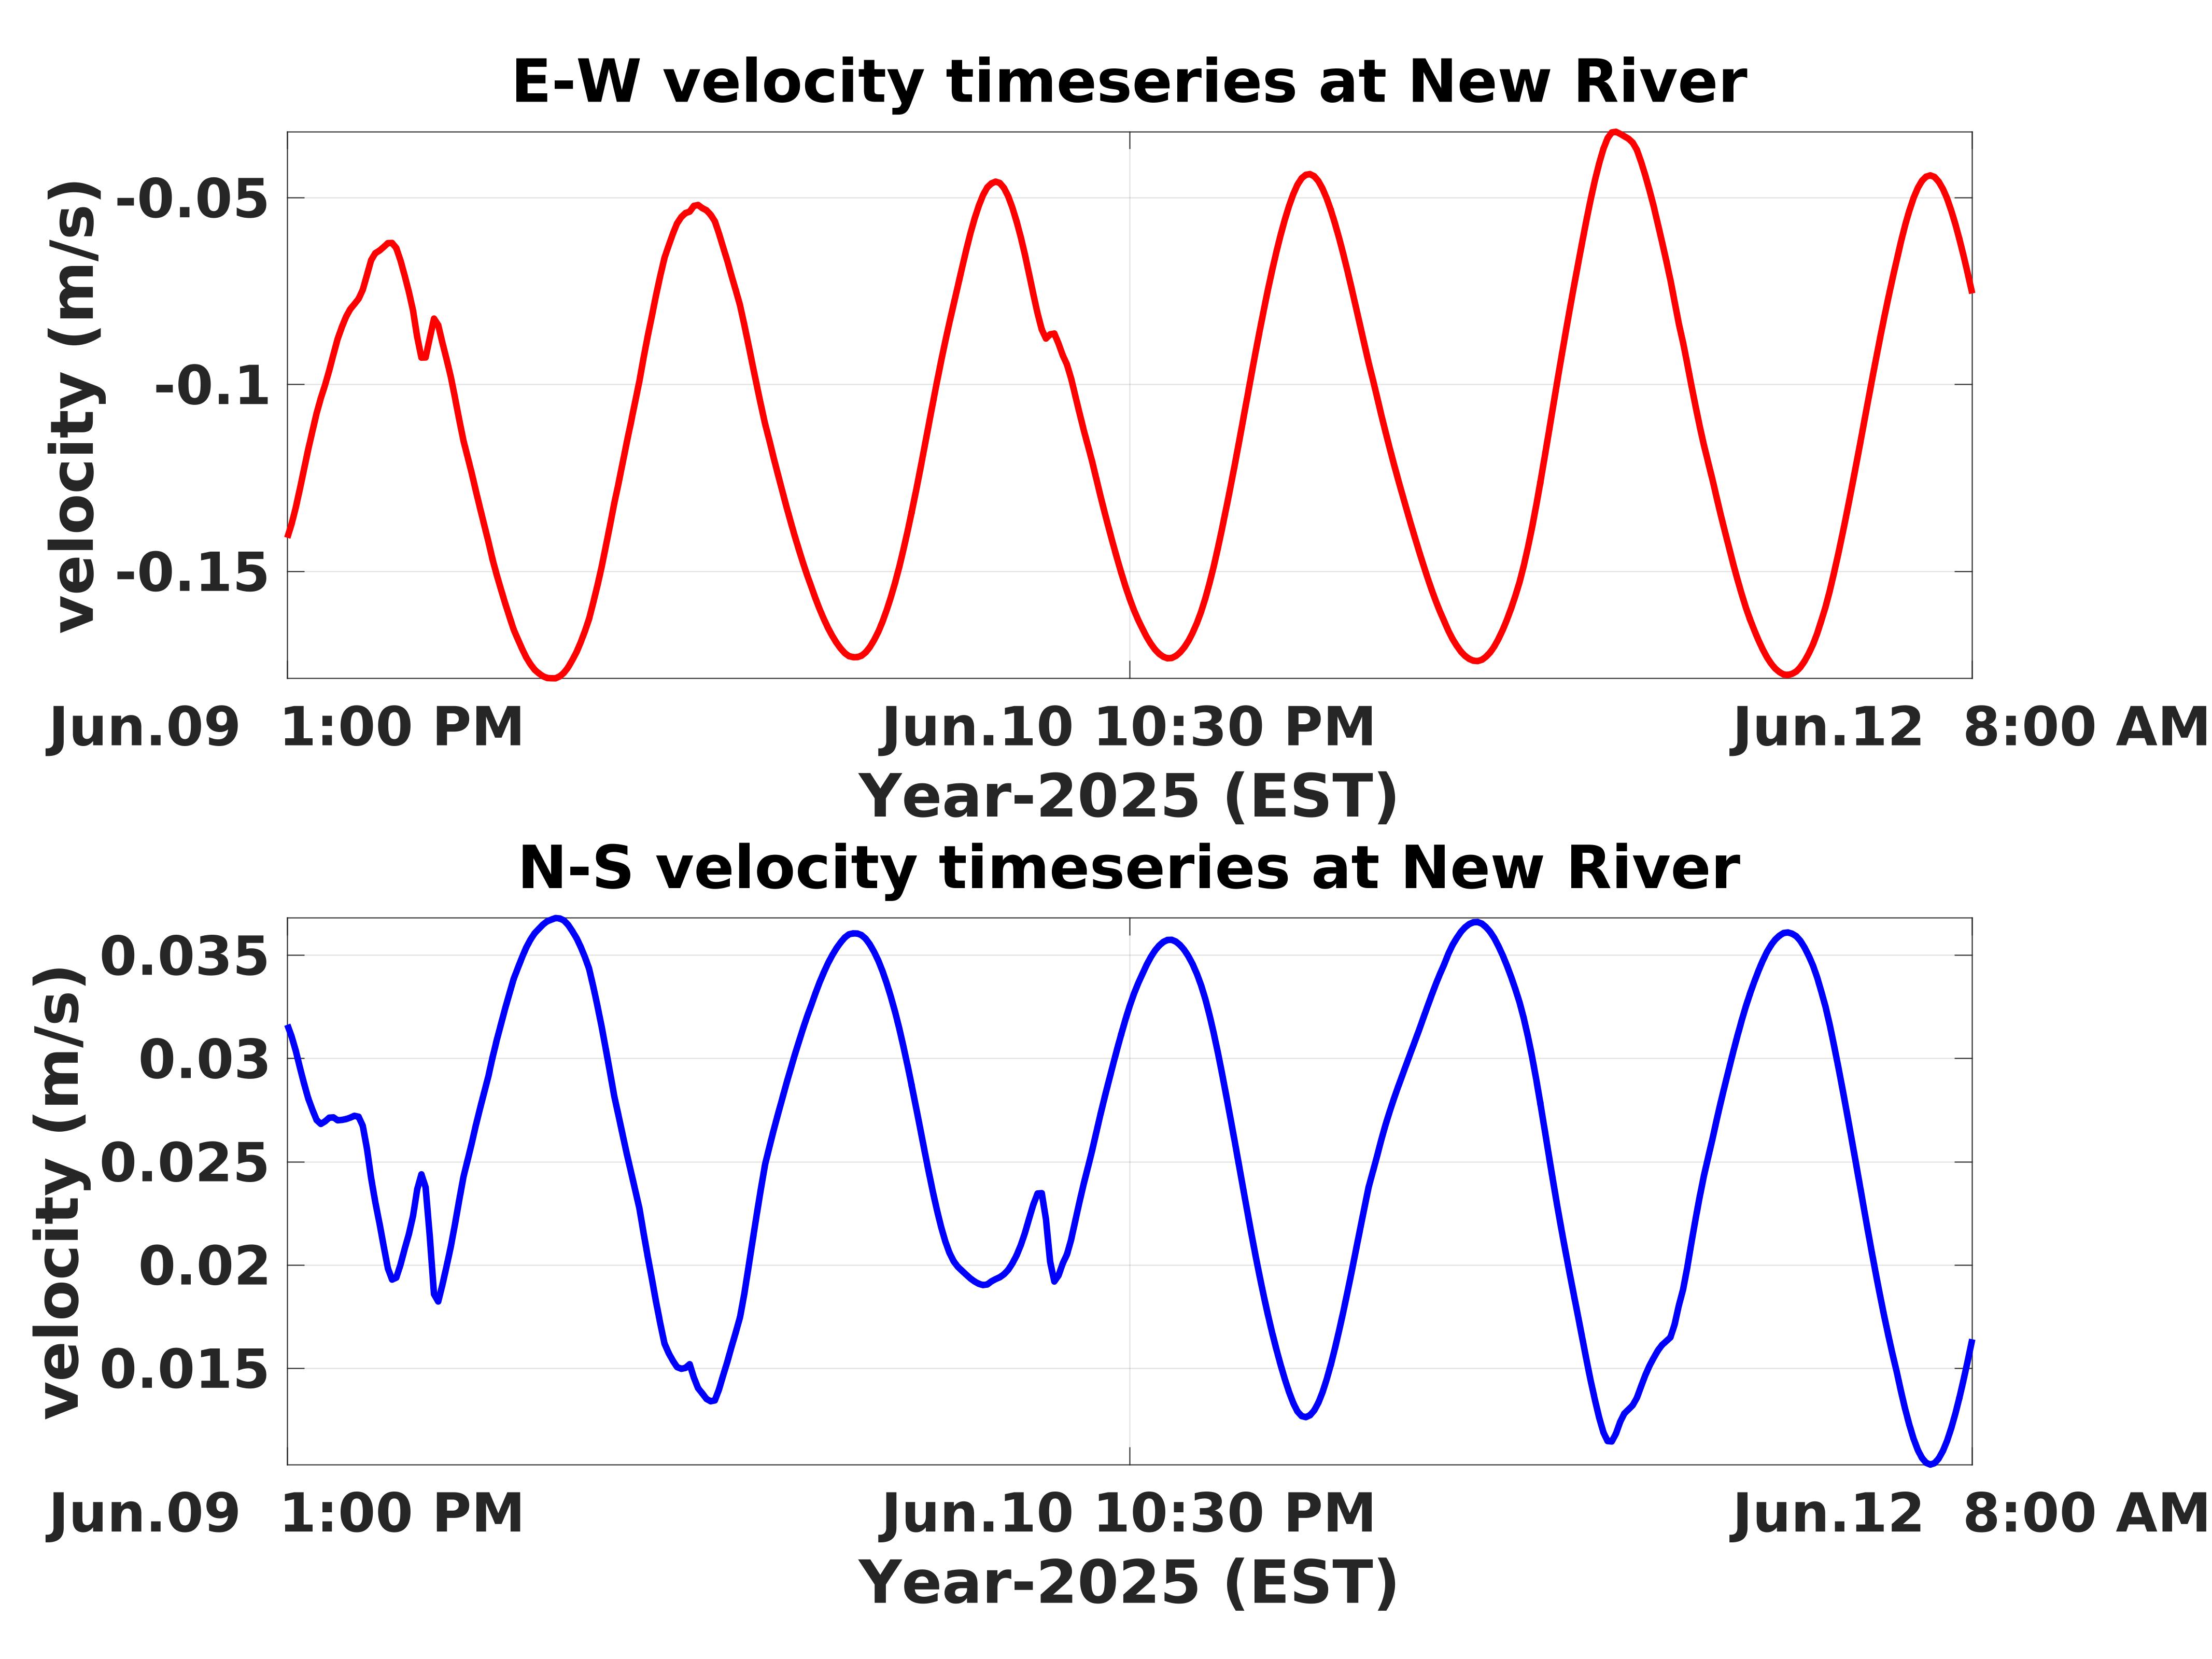 E-W velocity timeseries at New River
velocity (m/s)
-0.05
-0.1
-0.15
Jun.09  1:00 PM Jun.10 10:30 PM Jun.12  8:00 AM
Year-2025 (EST)
N-S velocity timeseries at New River
velocity (m/s)
0.035
0.03
0.025
0.02
0.015
Jun.09  1:00 PM Jun.10 10:30 PM Jun.12  8:00 AM
Year-2025 (EST)